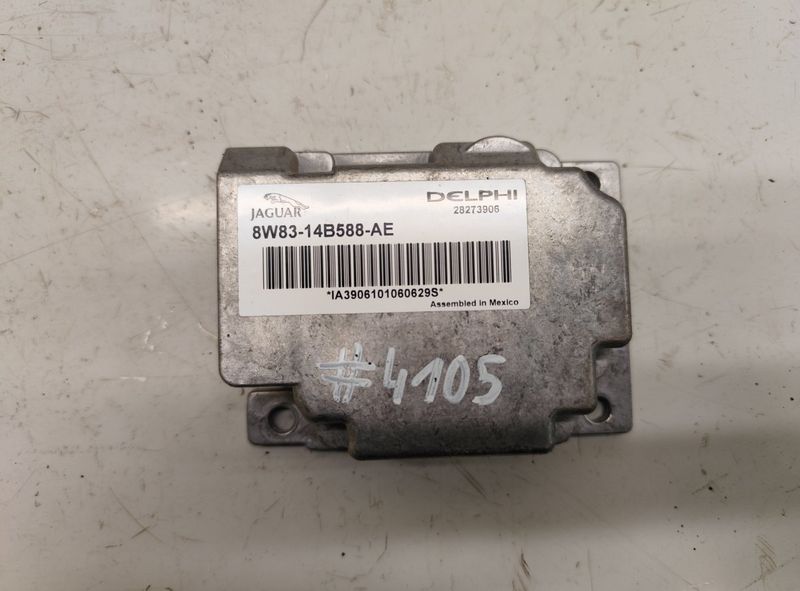 JAGUAR
DELPHI
28273906
8W83-14B588-AE
*IA3906101060629S*
Assembled in Mexico
#4105